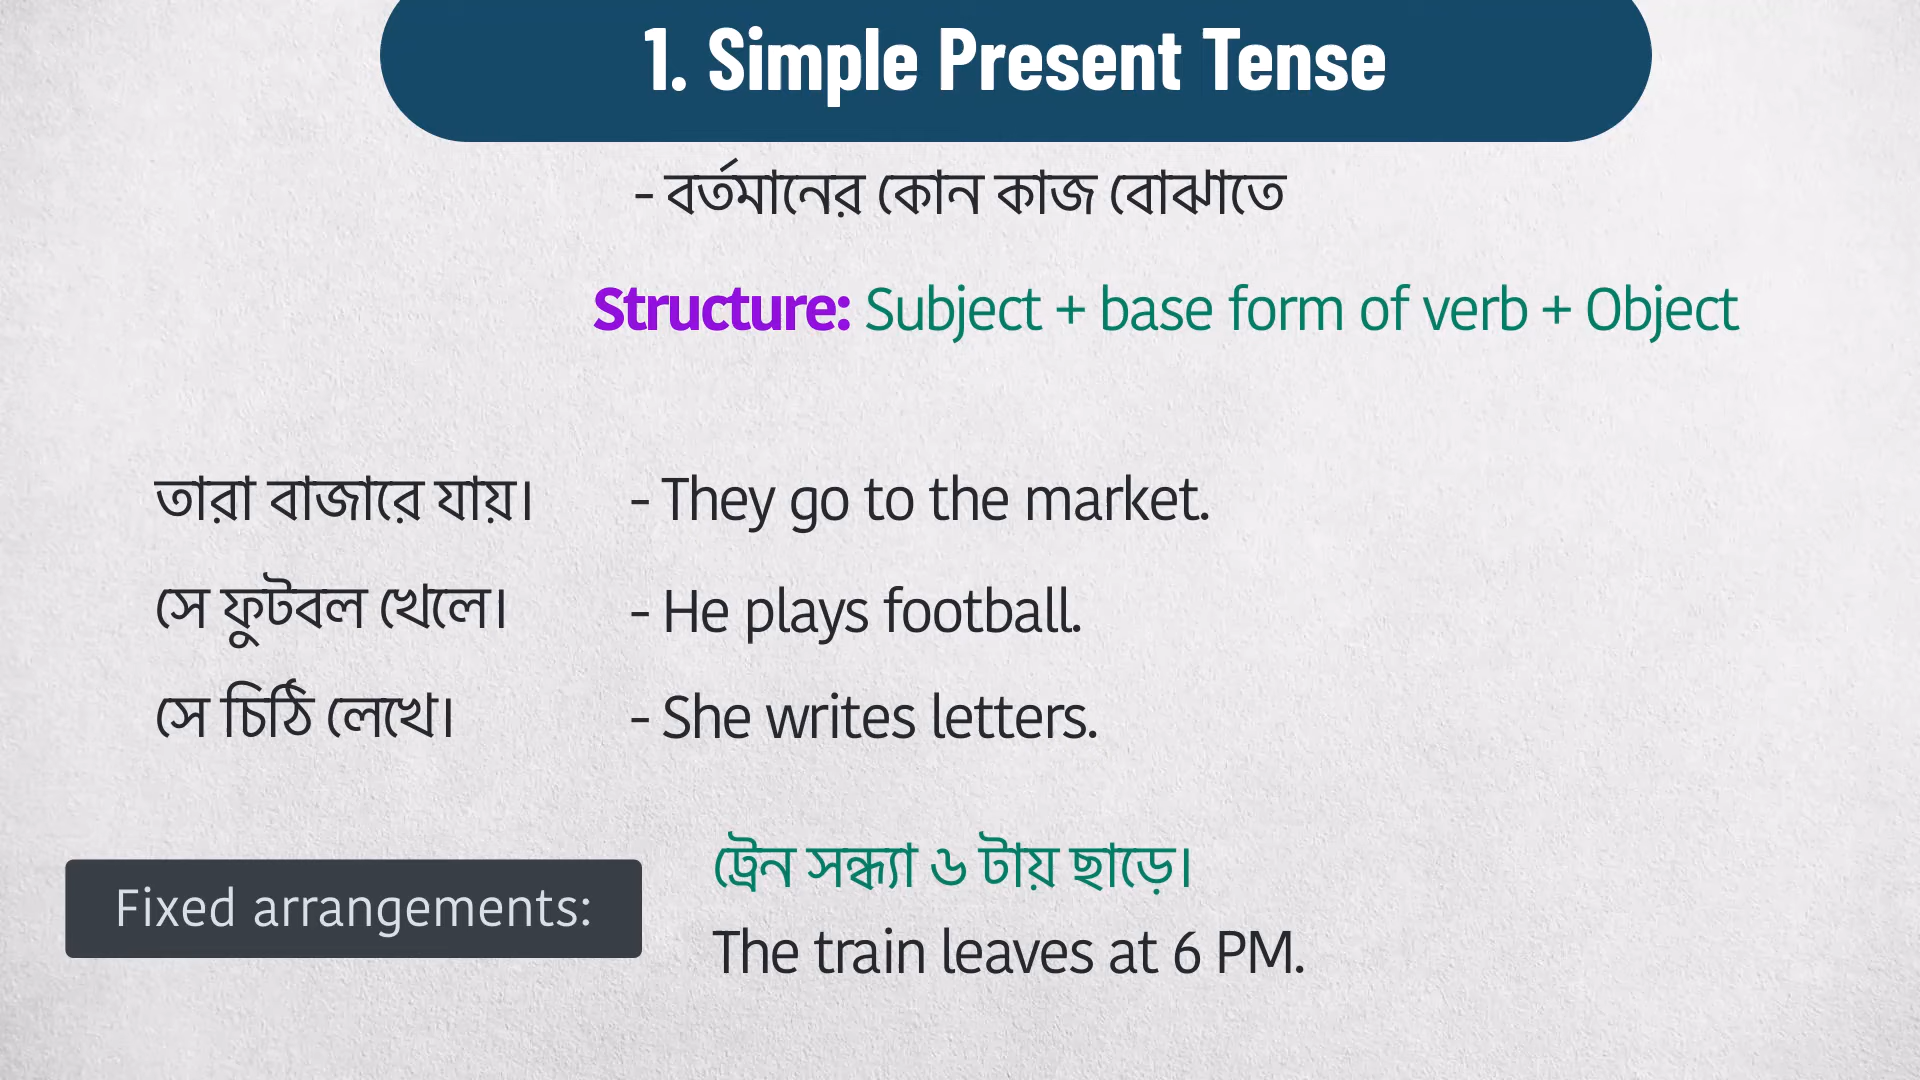 1. Simple Present Tense
- বর্তমানের কোন কাজ বোঝাতে
Structure: Subject + base form of verb + Object
তারা বাজারে যায়। - They go to the market.
সে ফুটবল খেলে। - He plays football.
সে চিঠি লেখে। - She writes letters.
Fixed arrangements:
ট্রেন সন্ধ্যা ৬ টায় ছাড়ে।
The train leaves at 6 PM.